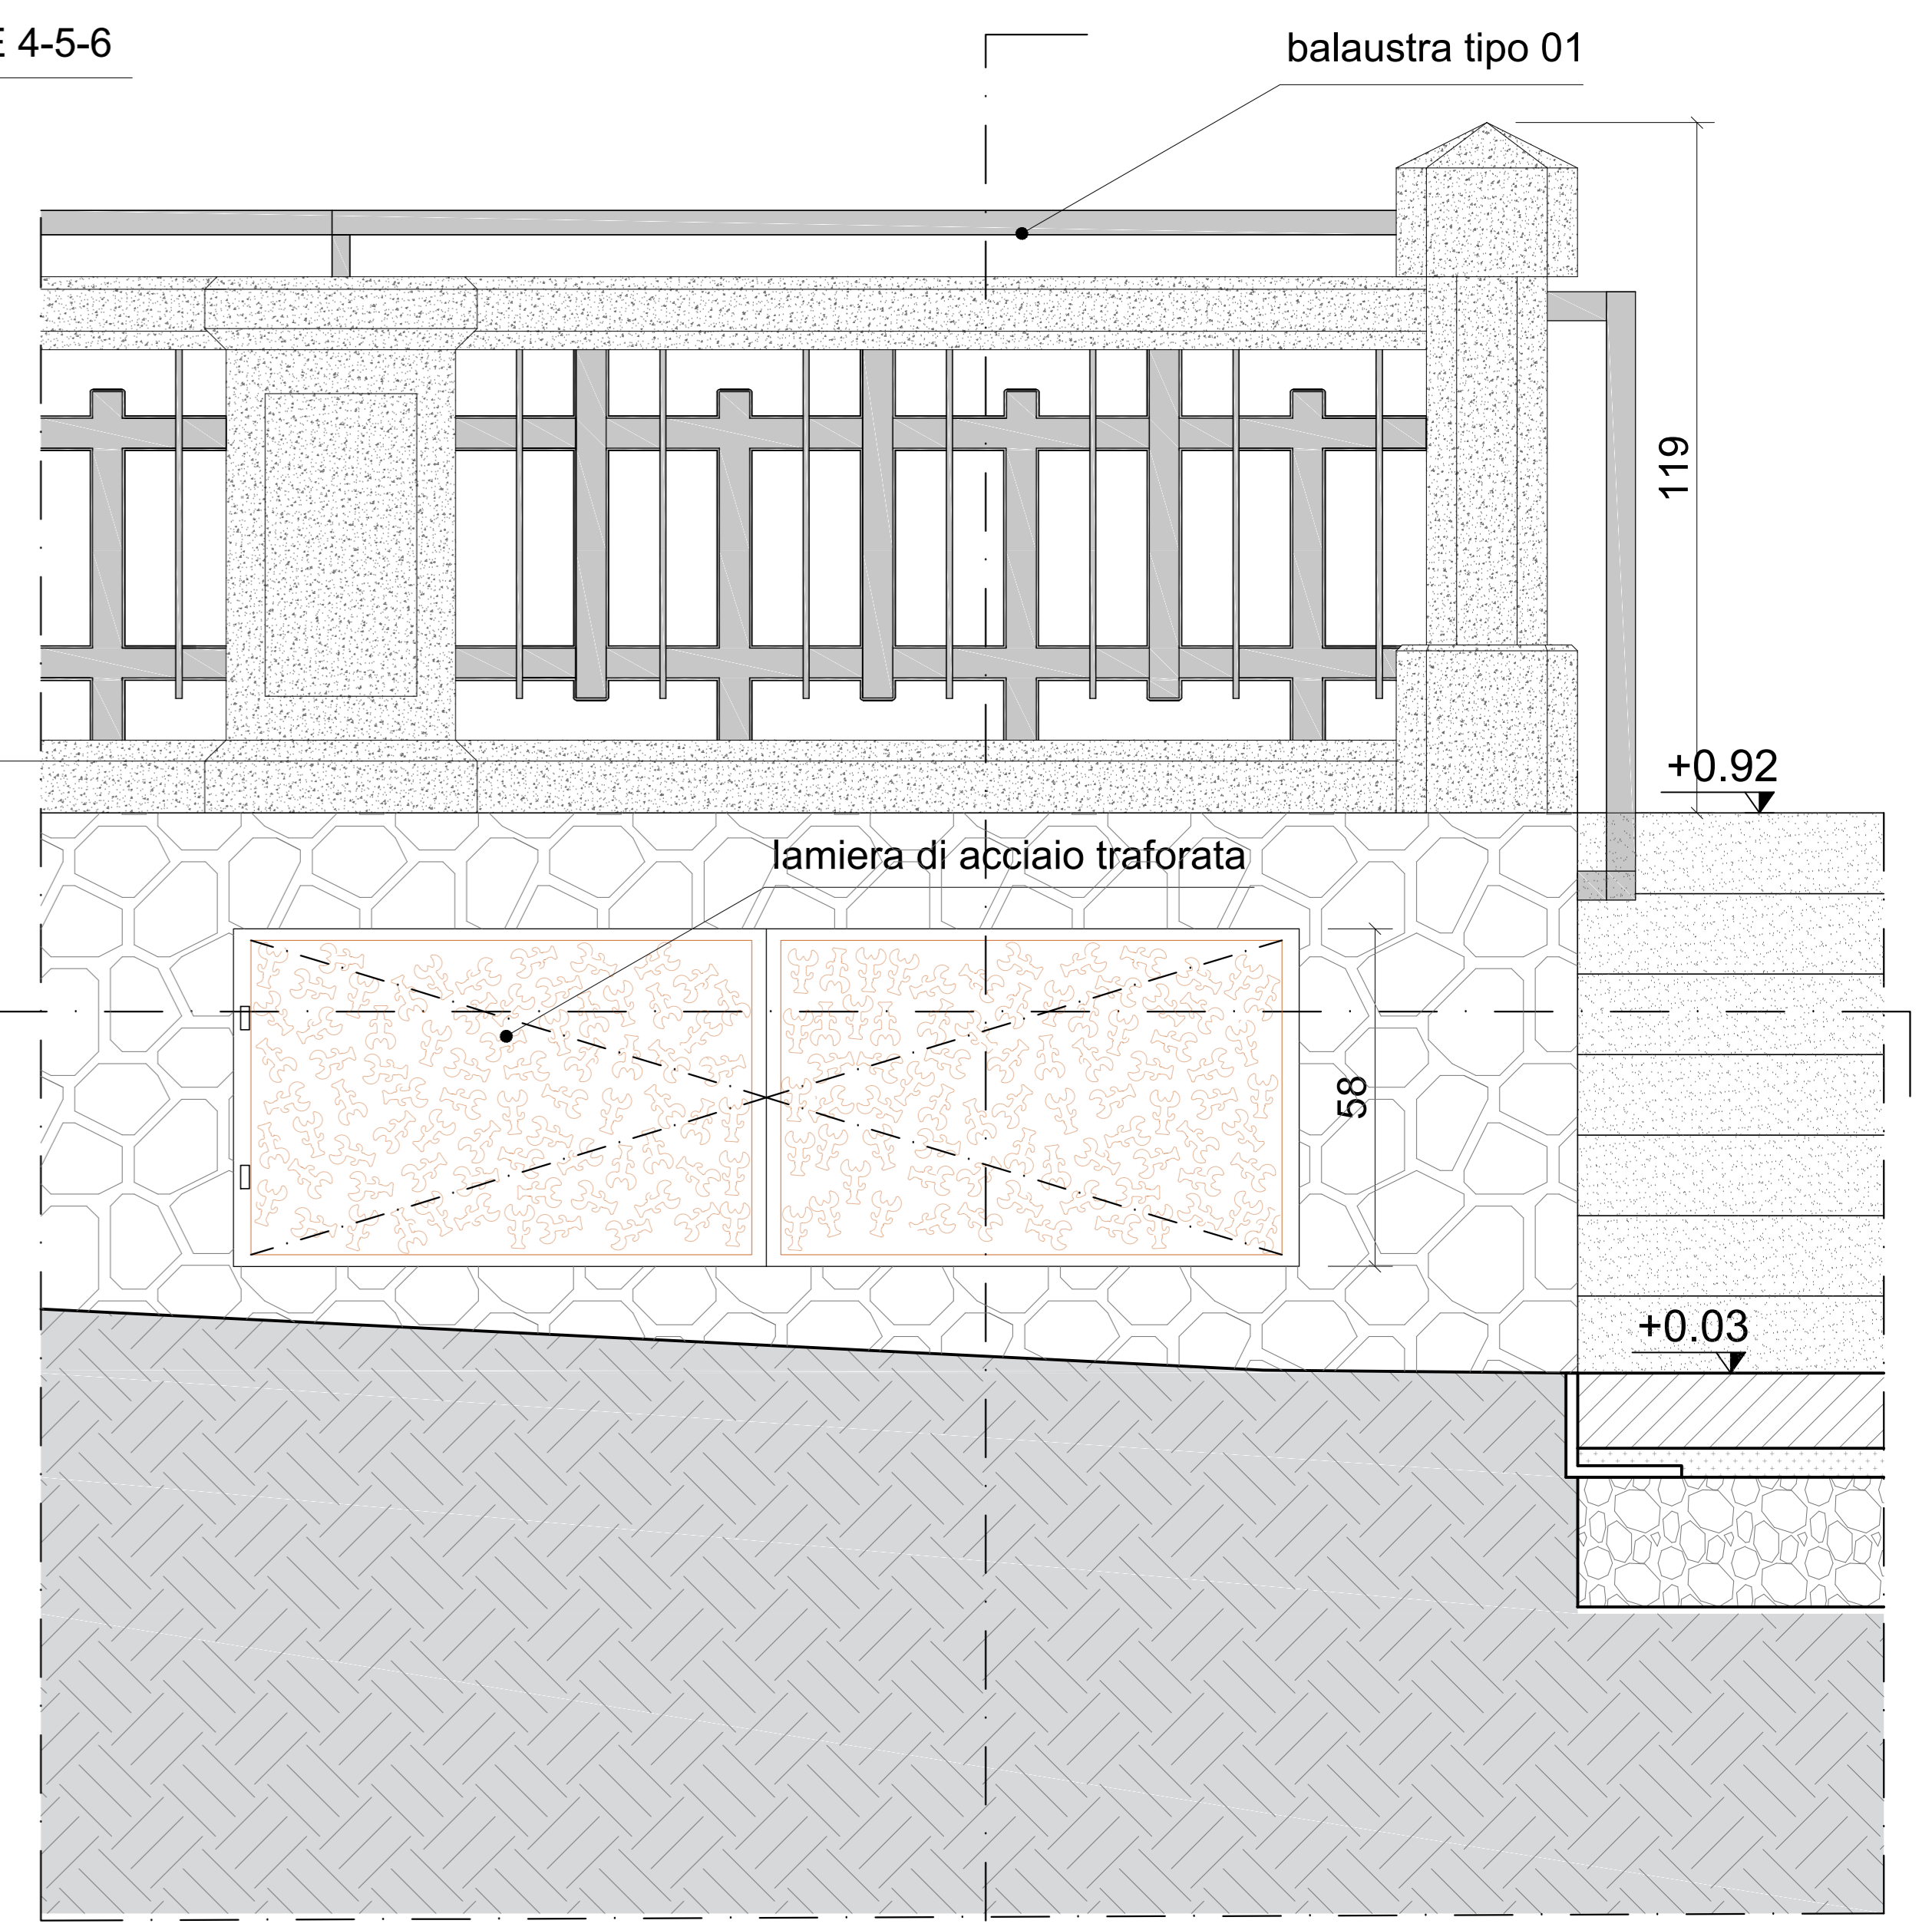 4-5-6
balaustra tipo 01
119
+0.92
lamiera di acciaio traforata
58
+0.03